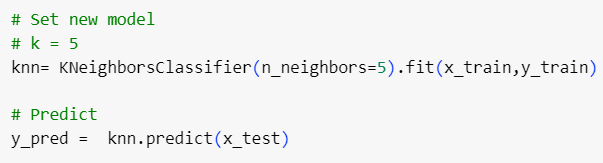 # Set new model
# k = 5
knn= KNeighborsClassifier(n_neighbors=5).fit(x_train,y_train)

# Predict
y_pred =  knn.predict(x_test)